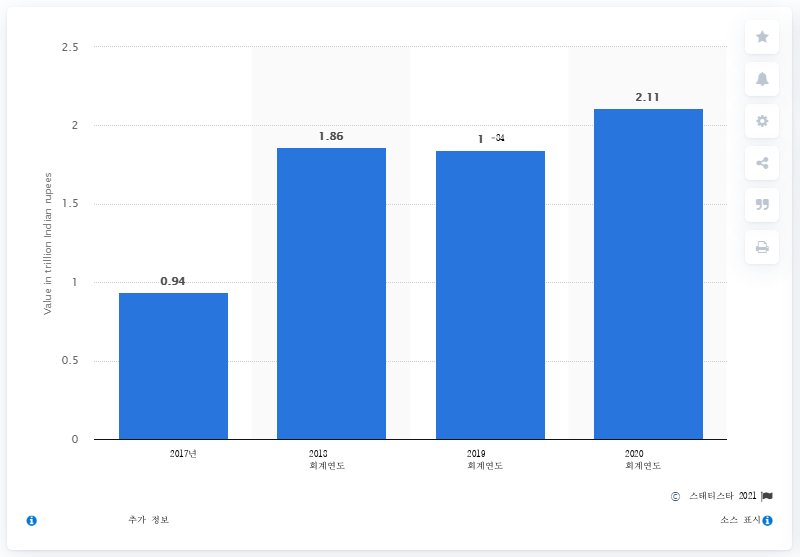 2.5
2
1.5
1
0.5
0
Value in trillion Indian rupees
0.94
1.86
1 -84
2.11
2017년
2018
회계연도
2019
회계연도
2020
회계연도
© 스태티스타 2021
추가 정보
소스 표시